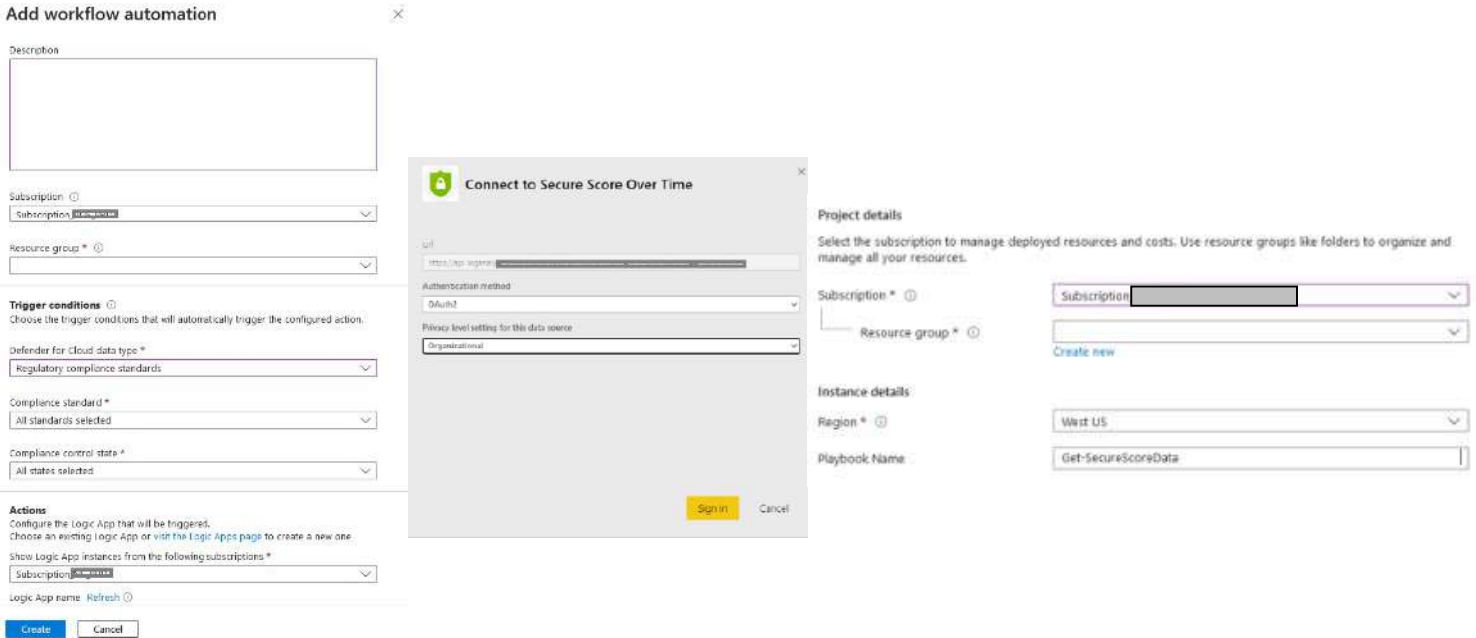 Add workflow automation
Description
Subscription
Subscription
Resource group *
Trigger conditions
Choose the trigger conditions that will automatically trigger the configured action.
Defender for Cloud data type *
Regulatory compliance standards
Compliance standard *
All standards selected
Compliance control state *
All states selected
Actions
Configure the Logic App that will be triggered.
Choose an existing Logic App or visit the Logic Apps page to create a new one
Show Logic App instances from the following subscriptions *
Subscription
Logic App name Refresh
Create Cancel
Connect to Secure Score Over Time
url
Authentication method
OAuth2
Privacy level setting for this data source
Organizational
Sign in Cancel
Project details
Select the subscription to manage deployed resources and costs. Use resource groups like folders to organize and
manage all your resources.
Subscription * Subscription
Resource group *
Create new
Instance details
Region * West US
Playbook Name Get-SecureScoreData